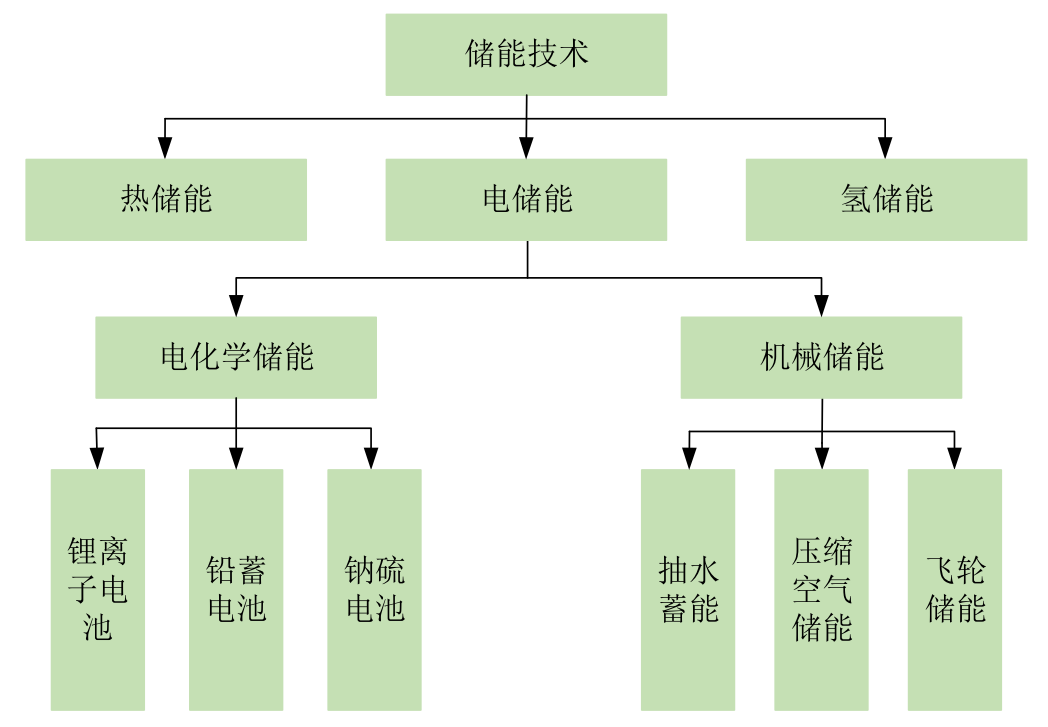 储能技术
热储能
电储能
氢储能
电化学储能
机械储能
锂离
子电
池
铅蓄
电池
钠硫
电池
抽水
蓄能
压缩
空气
储能
飞轮
储能